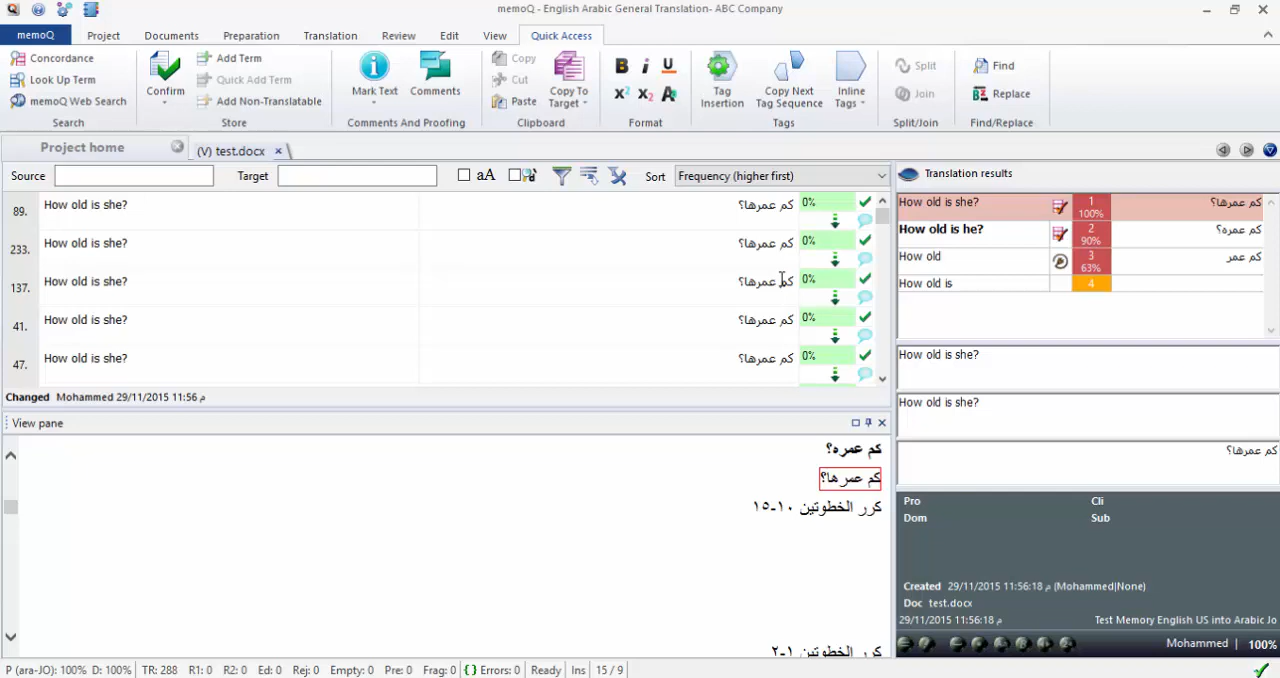 memoQ - English Arabic General Translation- ABC Company
memoQ Project Documents Preparation Translation Review Edit View Quick Access
Concordance
Look Up Term
memoQ Web Search
Search
Confirm
Add Term
Quick Add Term
Add Non-Translatable
Store
Mark Text
Comments
Comments And Proofing
Copy
Cut
Paste
Copy To Target
Clipboard
B i U
X² X₂ A
Format
Tag Insertion
Copy Next Tag Sequence
Inline Tags
Tags
Split
Join
Split/Join
Find
Replace
Find/Replace
Project home
(V) test.docx
Source
Target
aA
Sort Frequency (higher first)
89. How old is she? كم عمرها؟ 0%
233. How old is she? كم عمرها؟ 0%
137. How old is she? كم عمرها؟ 0%
41. How old is she? كم عمرها؟ 0%
47. How old is she? كم عمرها؟ 0%
Changed Mohammed 29/11/2015 11:56 م
View pane
كم عمره؟
كم عمرها؟
كرر الخطوتين ١٠-١٥
كرر الخطوتين ١-٢
Translation results
How old is she? 1 100% كم عمرها؟
How old is he? 2 90% كم عمره؟
How old 3 63% كم عمر
How old is 4
How old is she?
How old is she?
كم عمرها؟
Pro Cli
Dom Sub
Created 29/11/2015 11:56:18 م (Mohammed|None)
Doc test.docx
29/11/2015 11:56:18 م Test Memory English US into Arabic Jo
Mohammed | 100%
P (ara-JO): 100% D: 100% TR: 288 R1: 0 R2: 0 Ed: 0 Rej: 0 Empty: 0 Pre: 0 Frag: 0 {} Errors: 0 Ready Ins 15 / 9